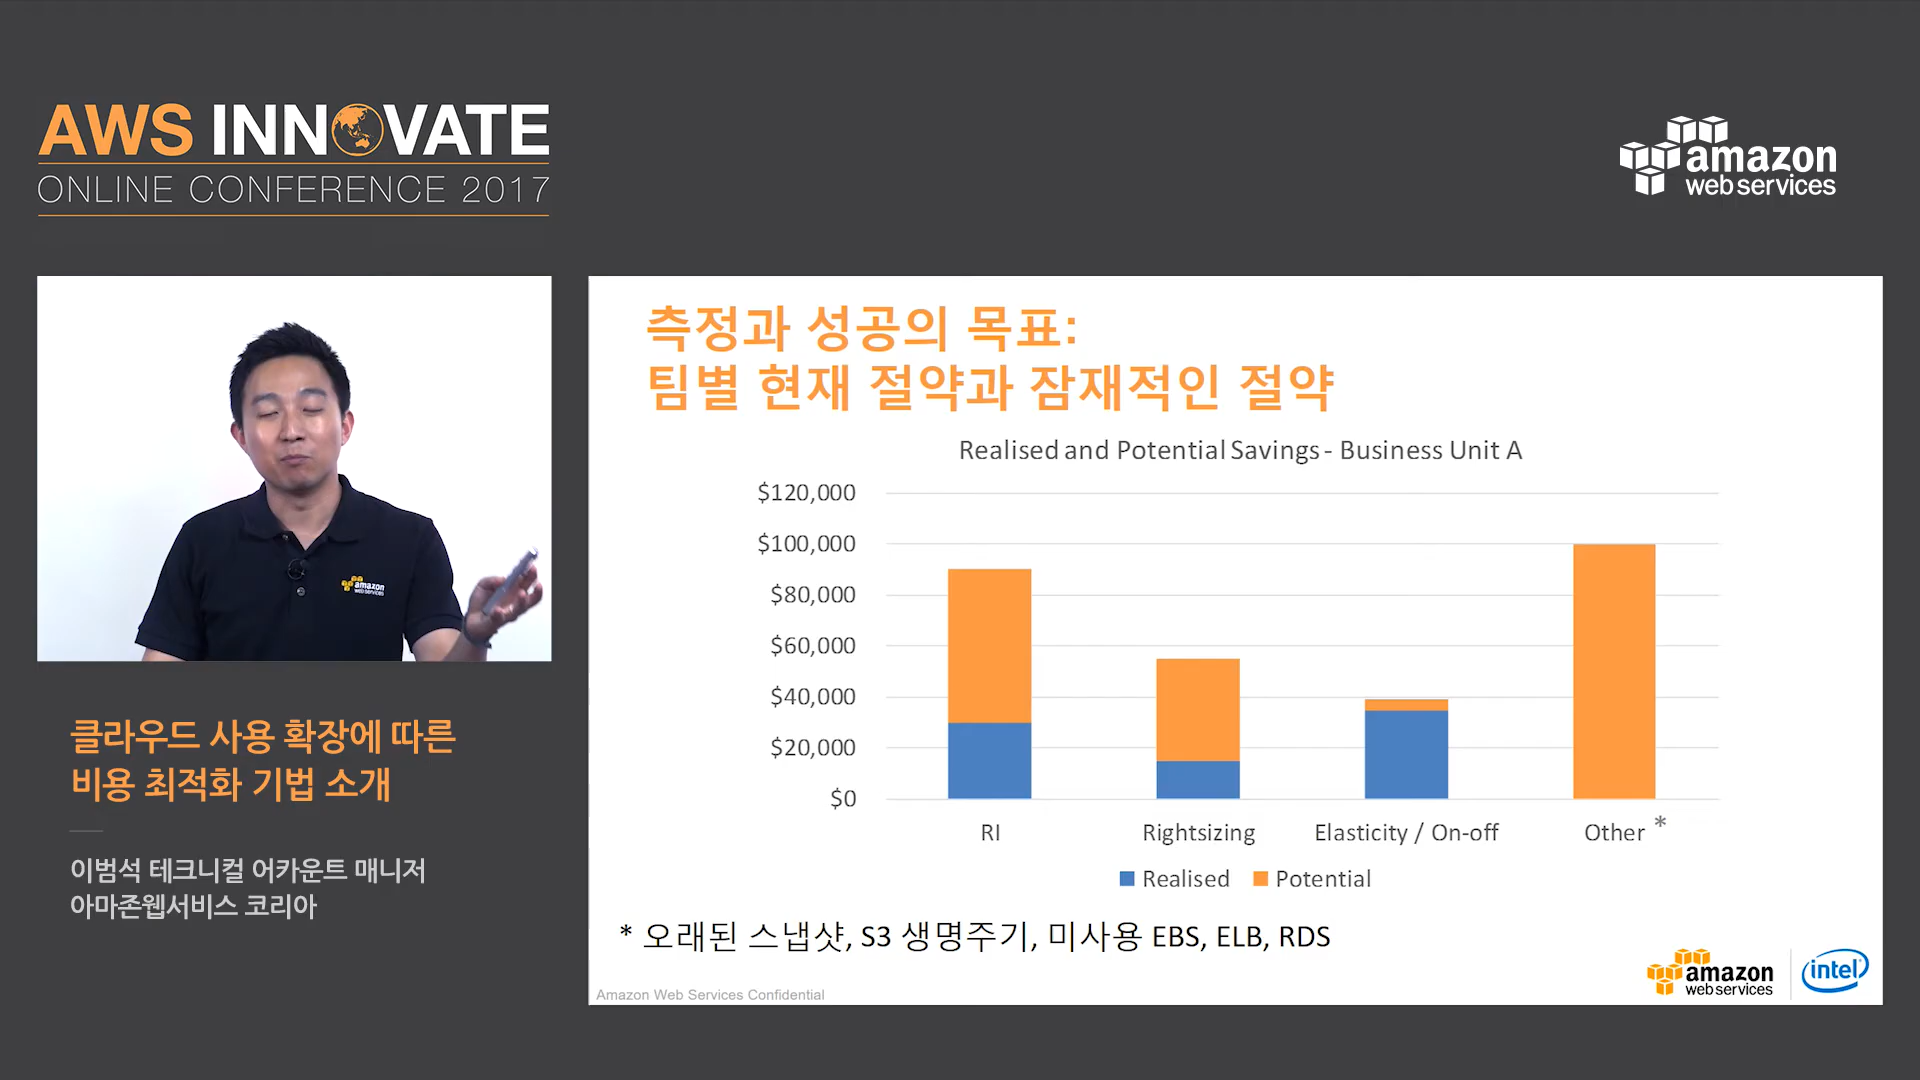 AWS INNOVATE
ONLINE CONFERENCE 2017
amazon
web services
amazon
web services
클라우드 사용 확장에 따른
비용 최적화 기법 소개
이범석 테크니컬 어카운트 매니저
아마존웹서비스 코리아
측정과 성공의 목표:
팀별 현재 절약과 잠재적인 절약
Realised and Potential Savings - Business Unit A
$120,000
$100,000
$80,000
$60,000
$40,000
$20,000
$0
RI Rightsizing Elasticity / On-off Other *
Realised Potential
* 오래된 스냅샷, S3 생명주기, 미사용 EBS, ELB, RDS
Amazon Web Services Confidential
amazon
web services
intel